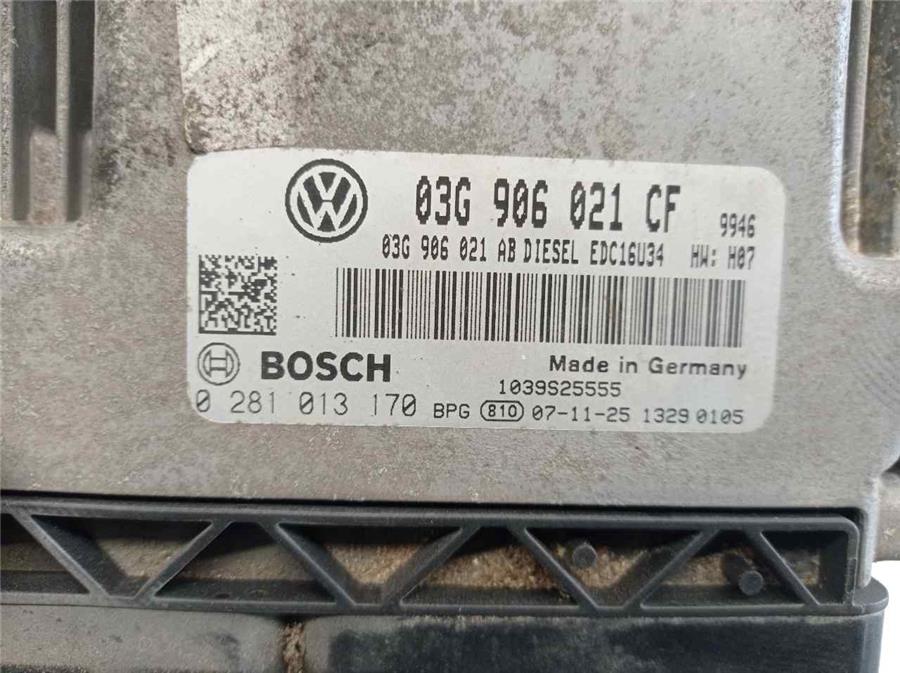 03G 906 021 CF 9946
03G 906 021 AB DIESEL EDC16U34 HW: H07
BOSCH Made in Germany
1039S25555
0 281 013 170 BPG 810 07-11-25 1329 0105